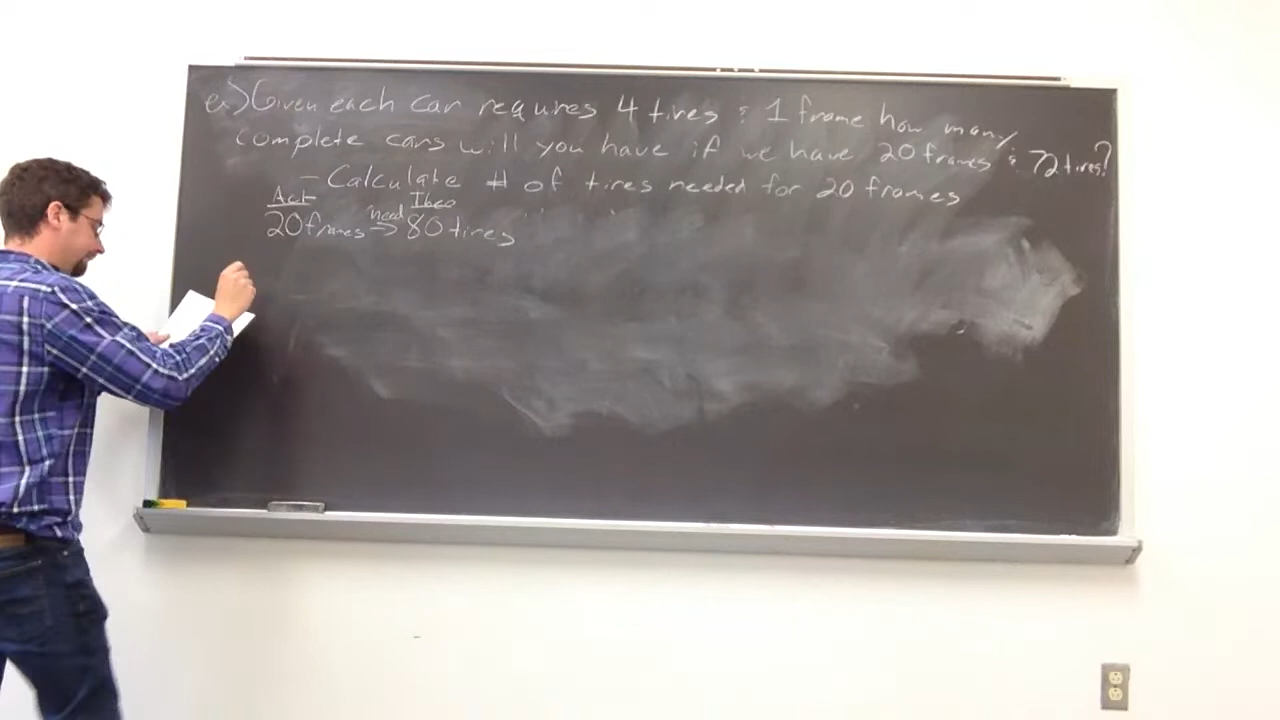 ex) Given each car requires 4 tires & 1 frame how many
complete cars will you have if we have 20 frames & 72 tires?
- Calculate # of tires needed for 20 frames
Act Theo
20 frames need → 80 tires